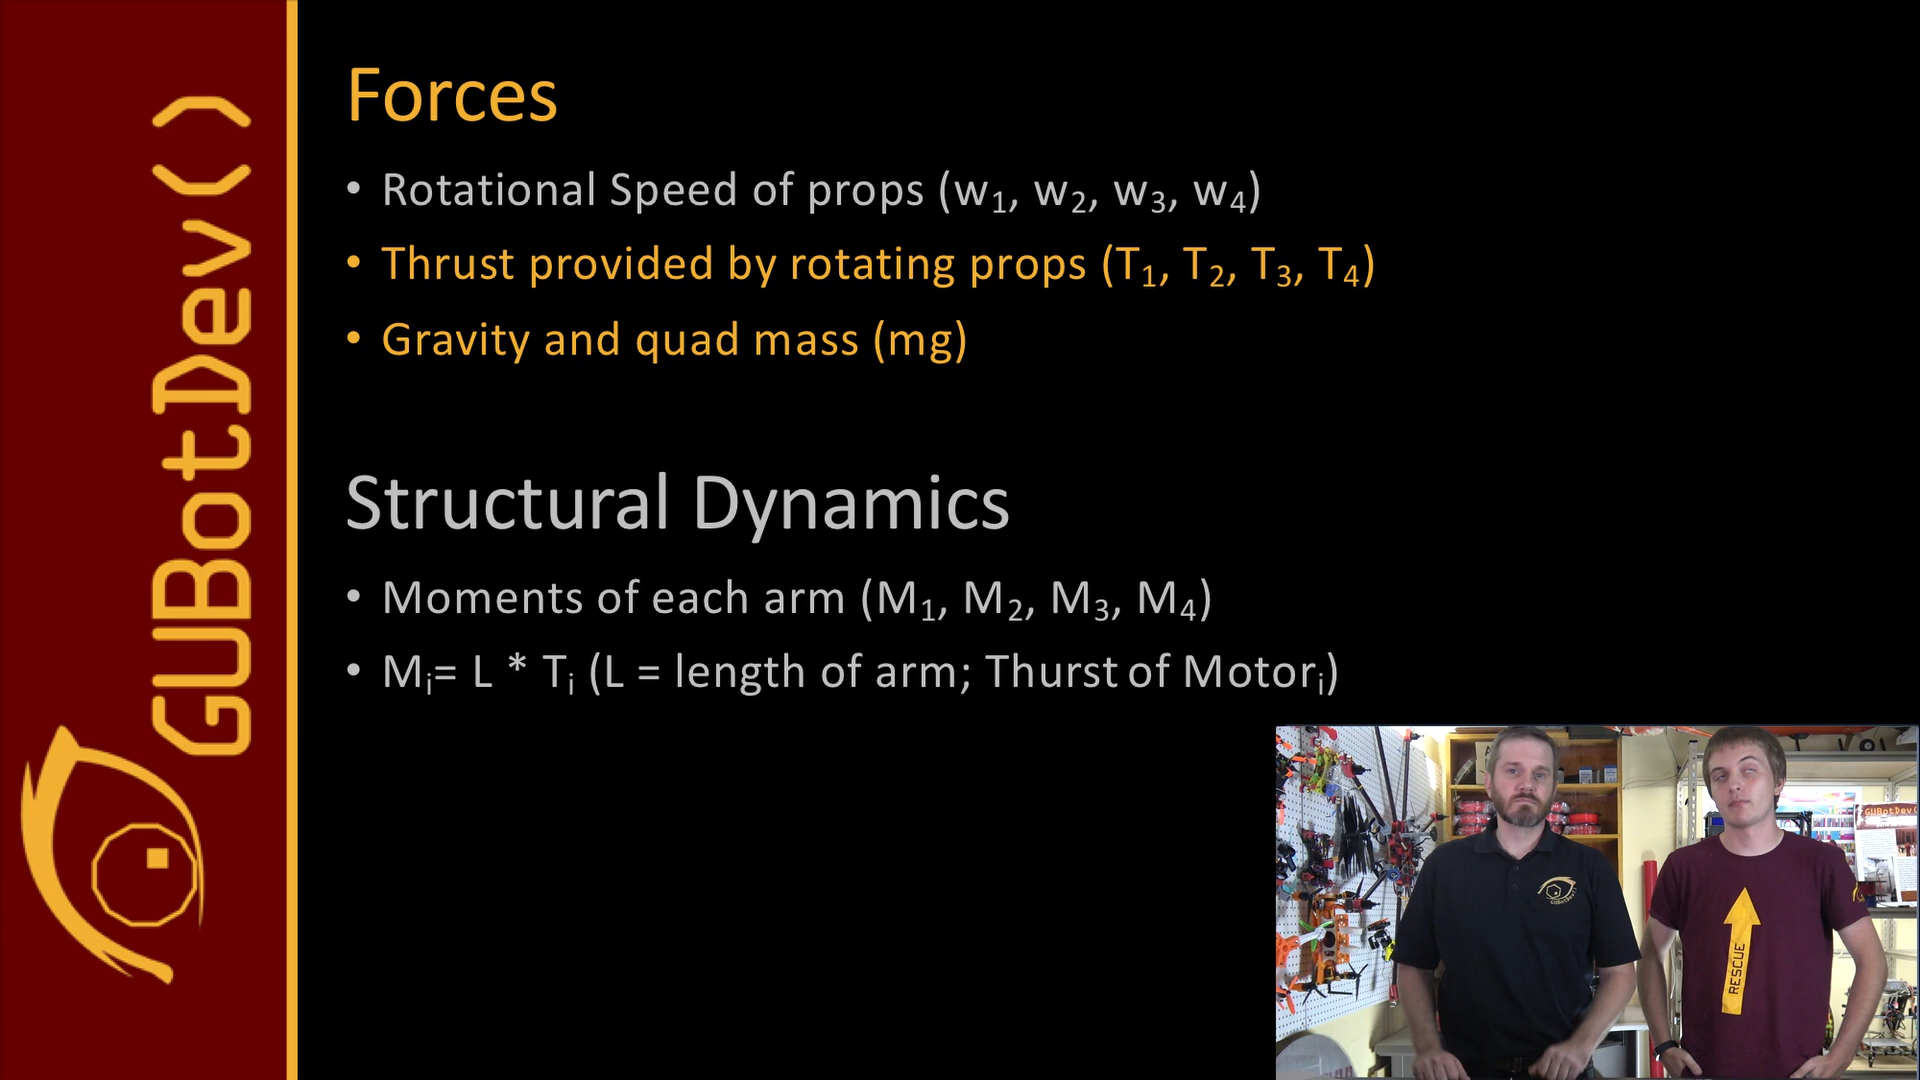 GUBotDev()
Forces
• Rotational Speed of props (w₁, w₂, w₃, w₄)
• Thrust provided by rotating props (T₁, T₂, T₃, T₄)
• Gravity and quad mass (mg)
Structural Dynamics
• Moments of each arm (M₁, M₂, M₃, M₄)
• Mᵢ= L * Tᵢ (L = length of arm; Thurst of Motorᵢ)
RESCUE